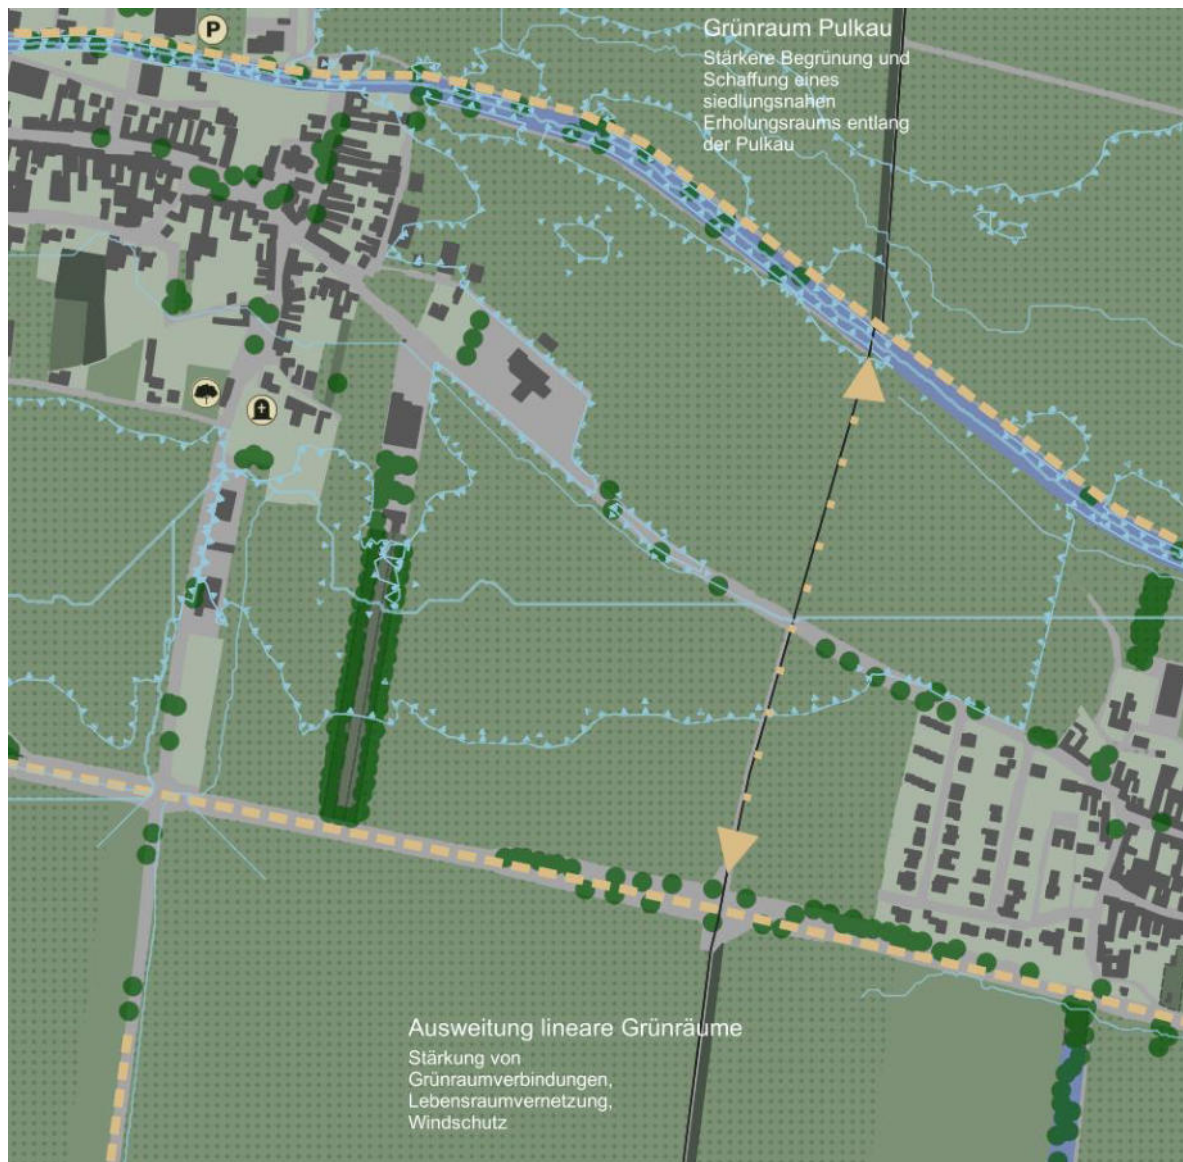 P
Grünraum Pulkau
Stärkere Begrünung und
Schaffung eines
siedlungsnahen
Erholungsraums entlang
der Pulkau
Ausweitung lineare Grünräume
Stärkung von
Grünraumverbindungen,
Lebensraumvernetzung,
Windschutz